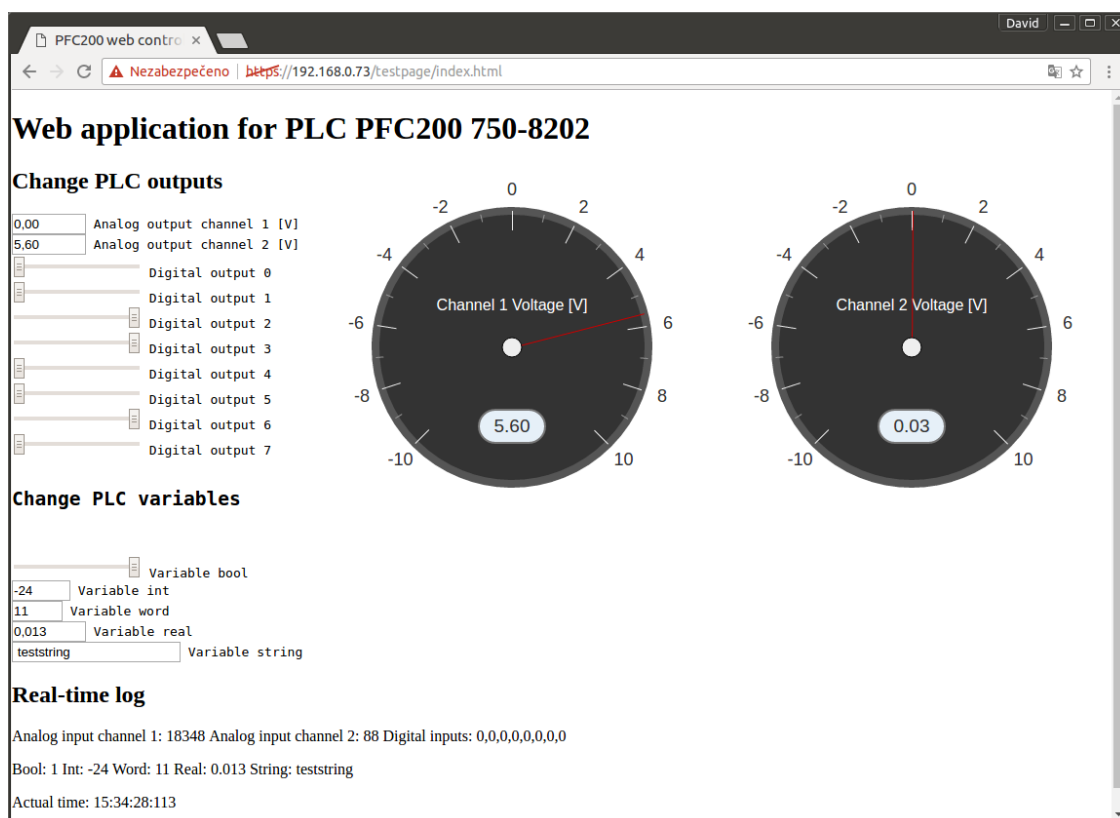 David
PFC200 web contro
Nezabezpečeno https://192.168.0.73/testpage/index.html
Web application for PLC PFC200 750-8202
Change PLC outputs
0,00 Analog output channel 1 [V]
5,60 Analog output channel 2 [V]
Digital output 0
Digital output 1
Digital output 2
Digital output 3
Digital output 4
Digital output 5
Digital output 6
Digital output 7
-10
-8
-6
-4
-2
0
2
4
6
8
10
Channel 1 Voltage [V]
5.60
-10
-8
-6
-4
-2
0
2
4
6
8
10
Channel 2 Voltage [V]
0.03
Change PLC variables
Variable bool
-24 Variable int
11 Variable word
0,013 Variable real
teststring Variable string
Real-time log
Analog input channel 1: 18348 Analog input channel 2: 88 Digital inputs: 0,0,0,0,0,0,0,0
Bool: 1 Int: -24 Word: 11 Real: 0.013 String: teststring
Actual time: 15:34:28:113